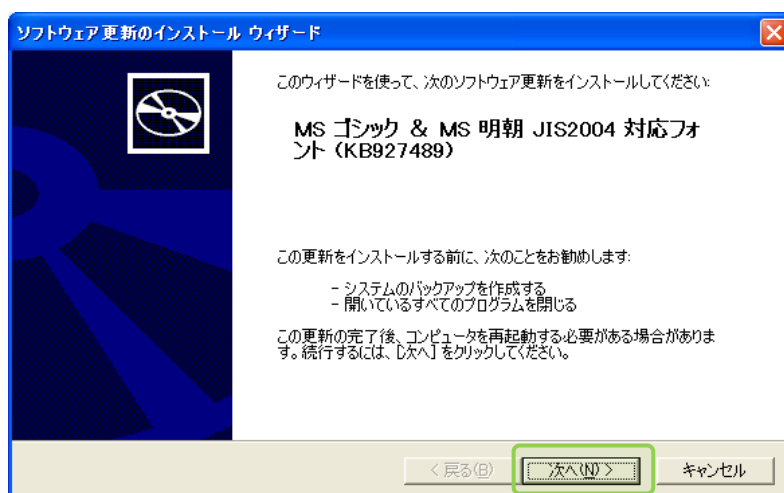 ソフトウェア更新のインストール ウィザード
このウィザードを使って、次のソフトウェア更新をインストールしてください:
MS ゴシック & MS 明朝 JIS2004 対応フォ
ント (KB927489)
この更新をインストールする前に、次のことをお勧めします:
- システムのバックアップを作成する
- 開いているすべてのプログラムを閉じる
この更新の完了後、コンピュータを再起動する必要がある場合がありま
す。続行するには、[次へ] をクリックしてください。
< 戻る(B)
次へ(N) >
キャンセル